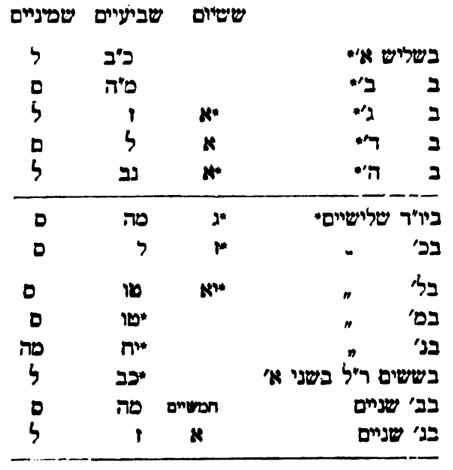 ששיום שביעיים שמיניים
בשליש א׳* כ״ב ל
ב ב׳* מ״ה ם
ב ג׳* *א ז ל
ב ד׳* א ל ם
ב ה׳* *א נב ל
ביו״ד שלישיים* *ג מה ם
בכ׳ „ *ז ל ם
בל׳ „ *יא טו ם
במ׳ „ *טו ם
בנ׳ „ *יח מה
בששים ר״ל בשני א׳ *כב ל
בב׳ שניים חמשיים מה ם
בג׳ שניים א ז ל